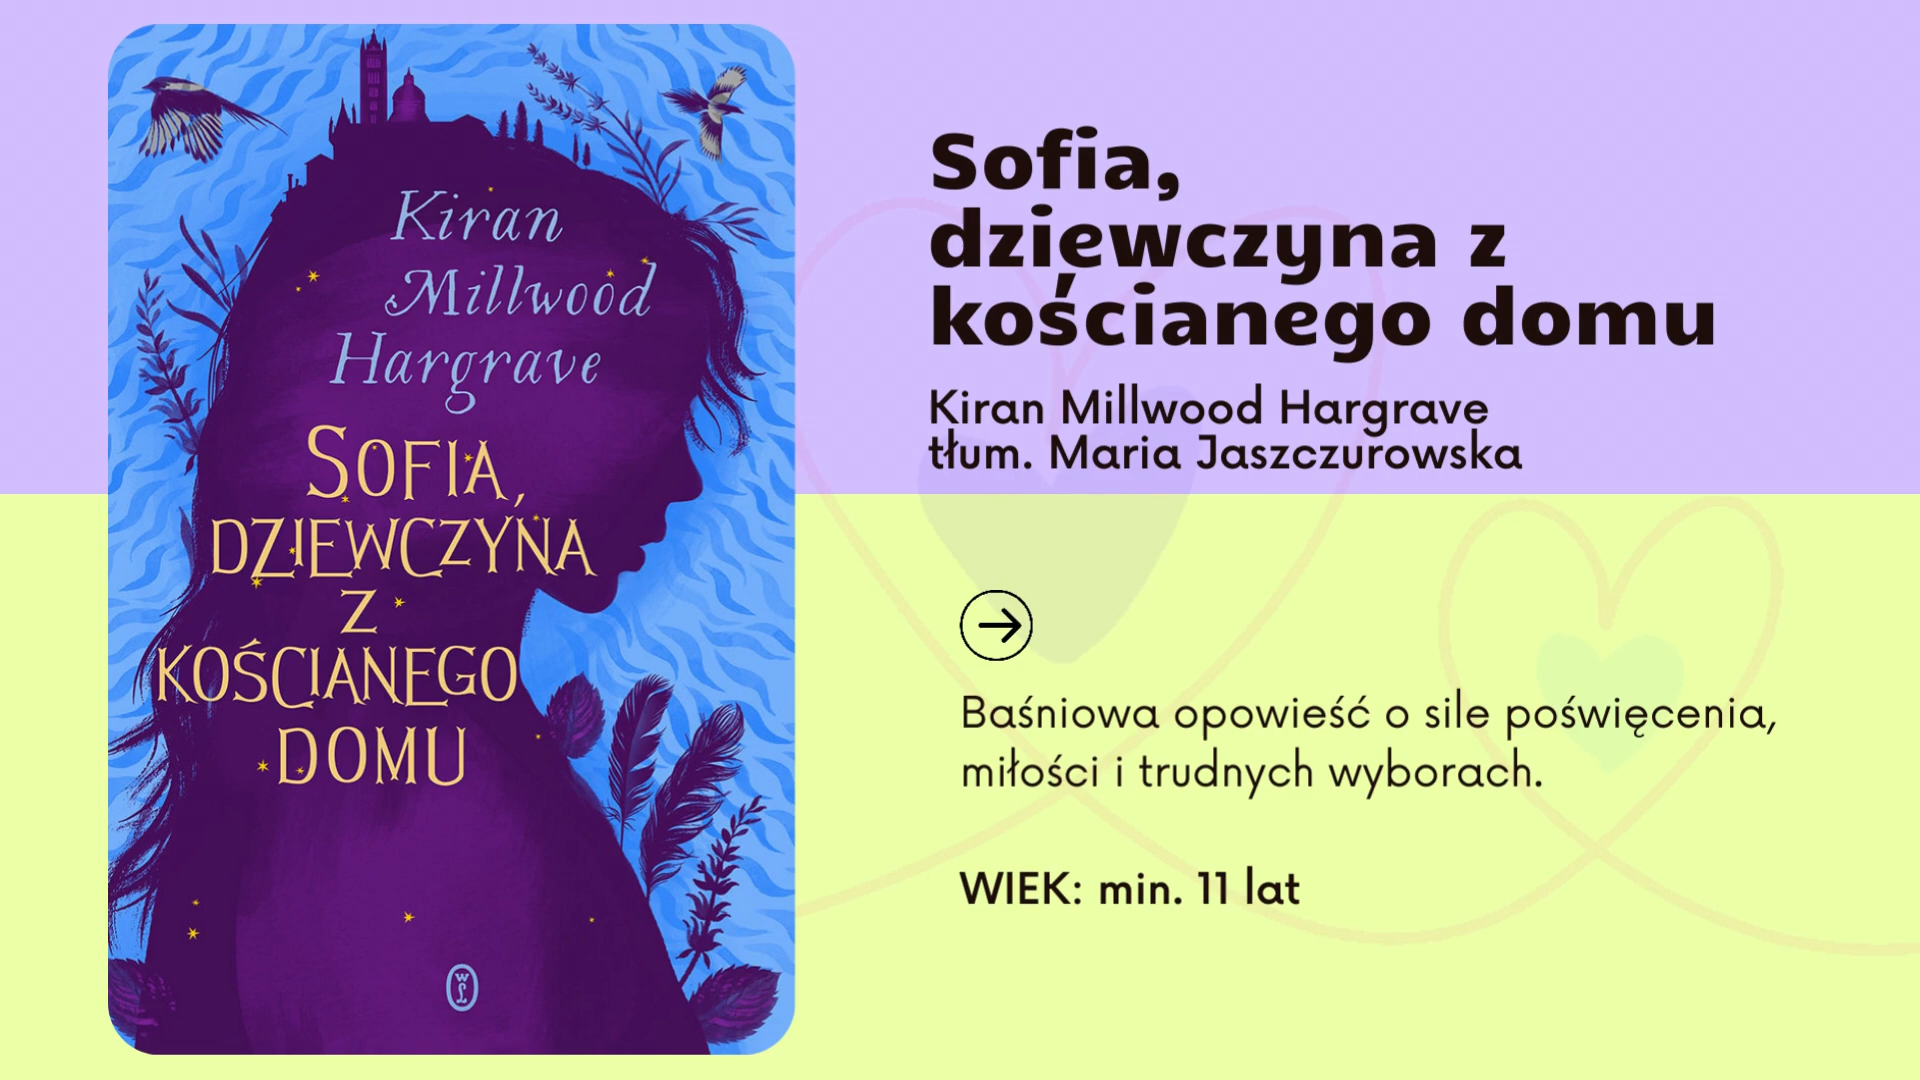 Kiran
Millwood
Hargrave
SOFIA,
DZIEWCZYNA
Z
KOŚCIANEGO
DOMU
WL
Sofia,
dziewczyna z
kościanego domu
Kiran Millwood Hargrave
tłum. Maria Jaszczurowska
Baśniowa opowieść o sile poświęcenia,
miłości i trudnych wyborach.
WIEK: min. 11 lat